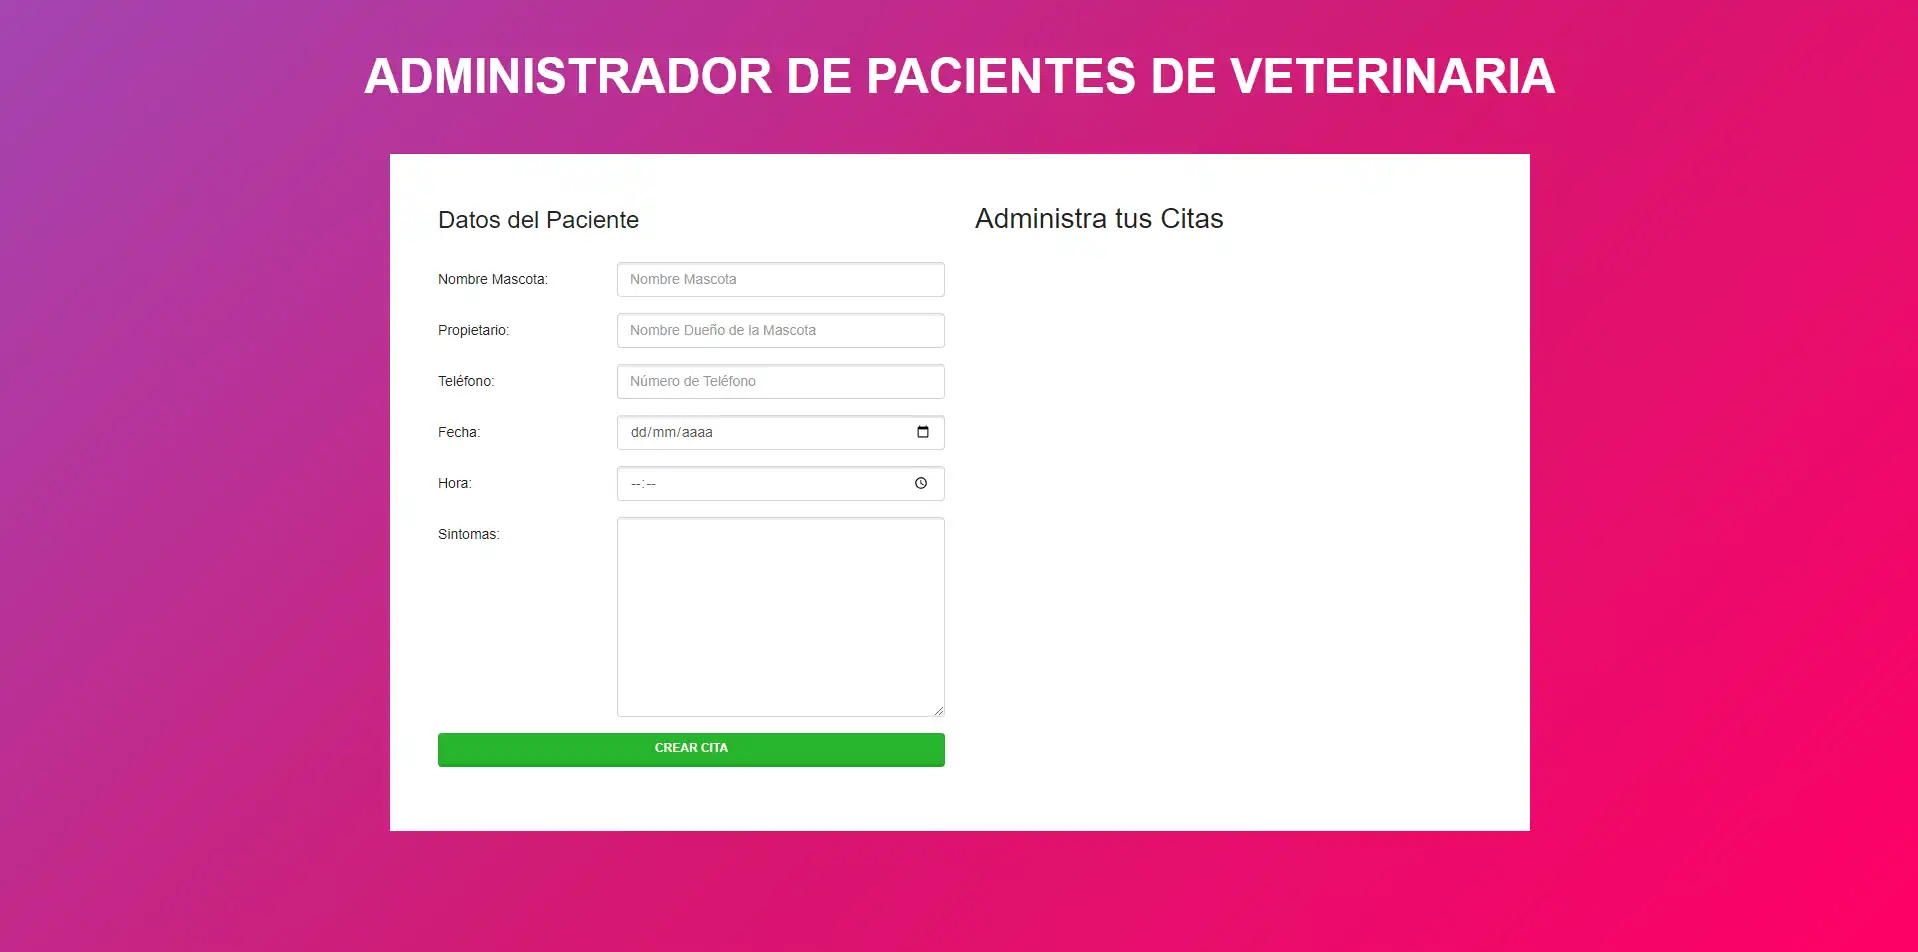 ADMINISTRADOR DE PACIENTES DE VETERINARIA
Datos del Paciente
Nombre Mascota: Nombre Mascota
Propietario: Nombre Dueño de la Mascota
Teléfono: Número de Teléfono
Fecha: dd/mm/aaaa
Hora: --:--
Sintomas:
CREAR CITA
Administra tus Citas